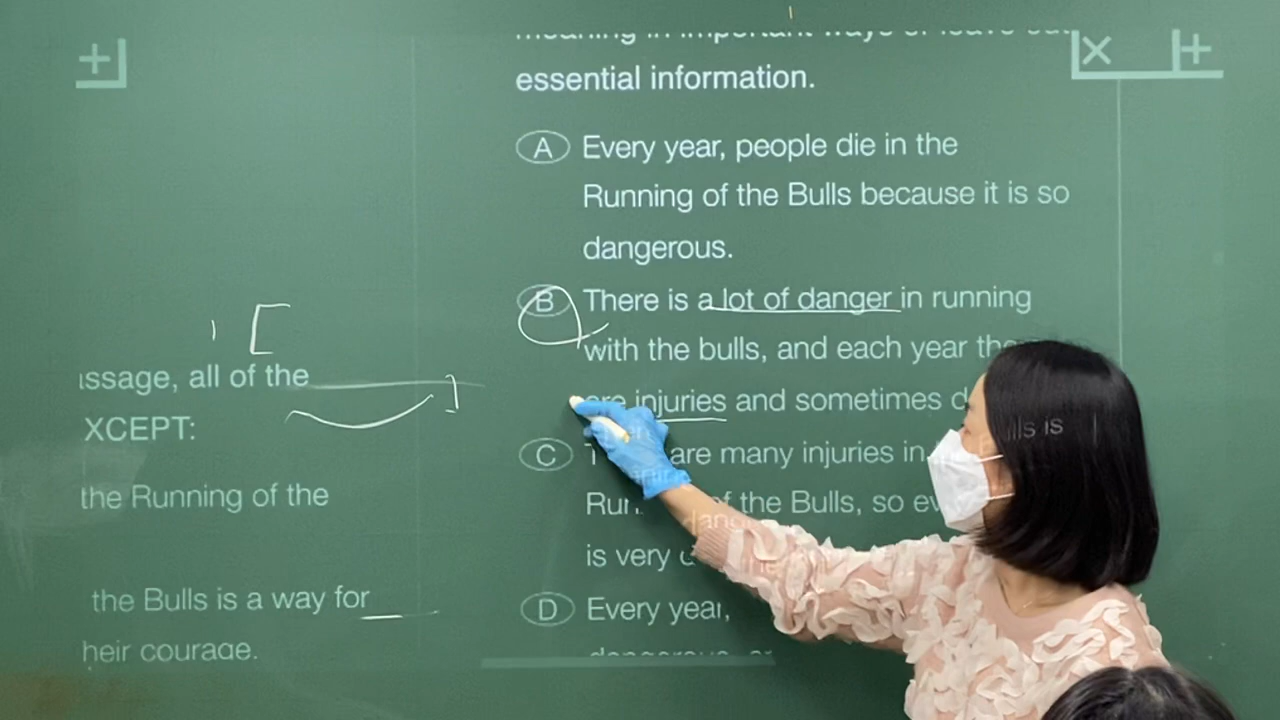 essential information.
A Every year, people die in the
Running of the Bulls because it is so
dangerous.
B There is a lot of danger in running
with the bulls, and each year
are injuries and sometimes
C are many injuries in
of the Bulls, so
is very
D Every year,
all of the
XCEPT:
the Running of the
the Bulls is a way for
heir courage.